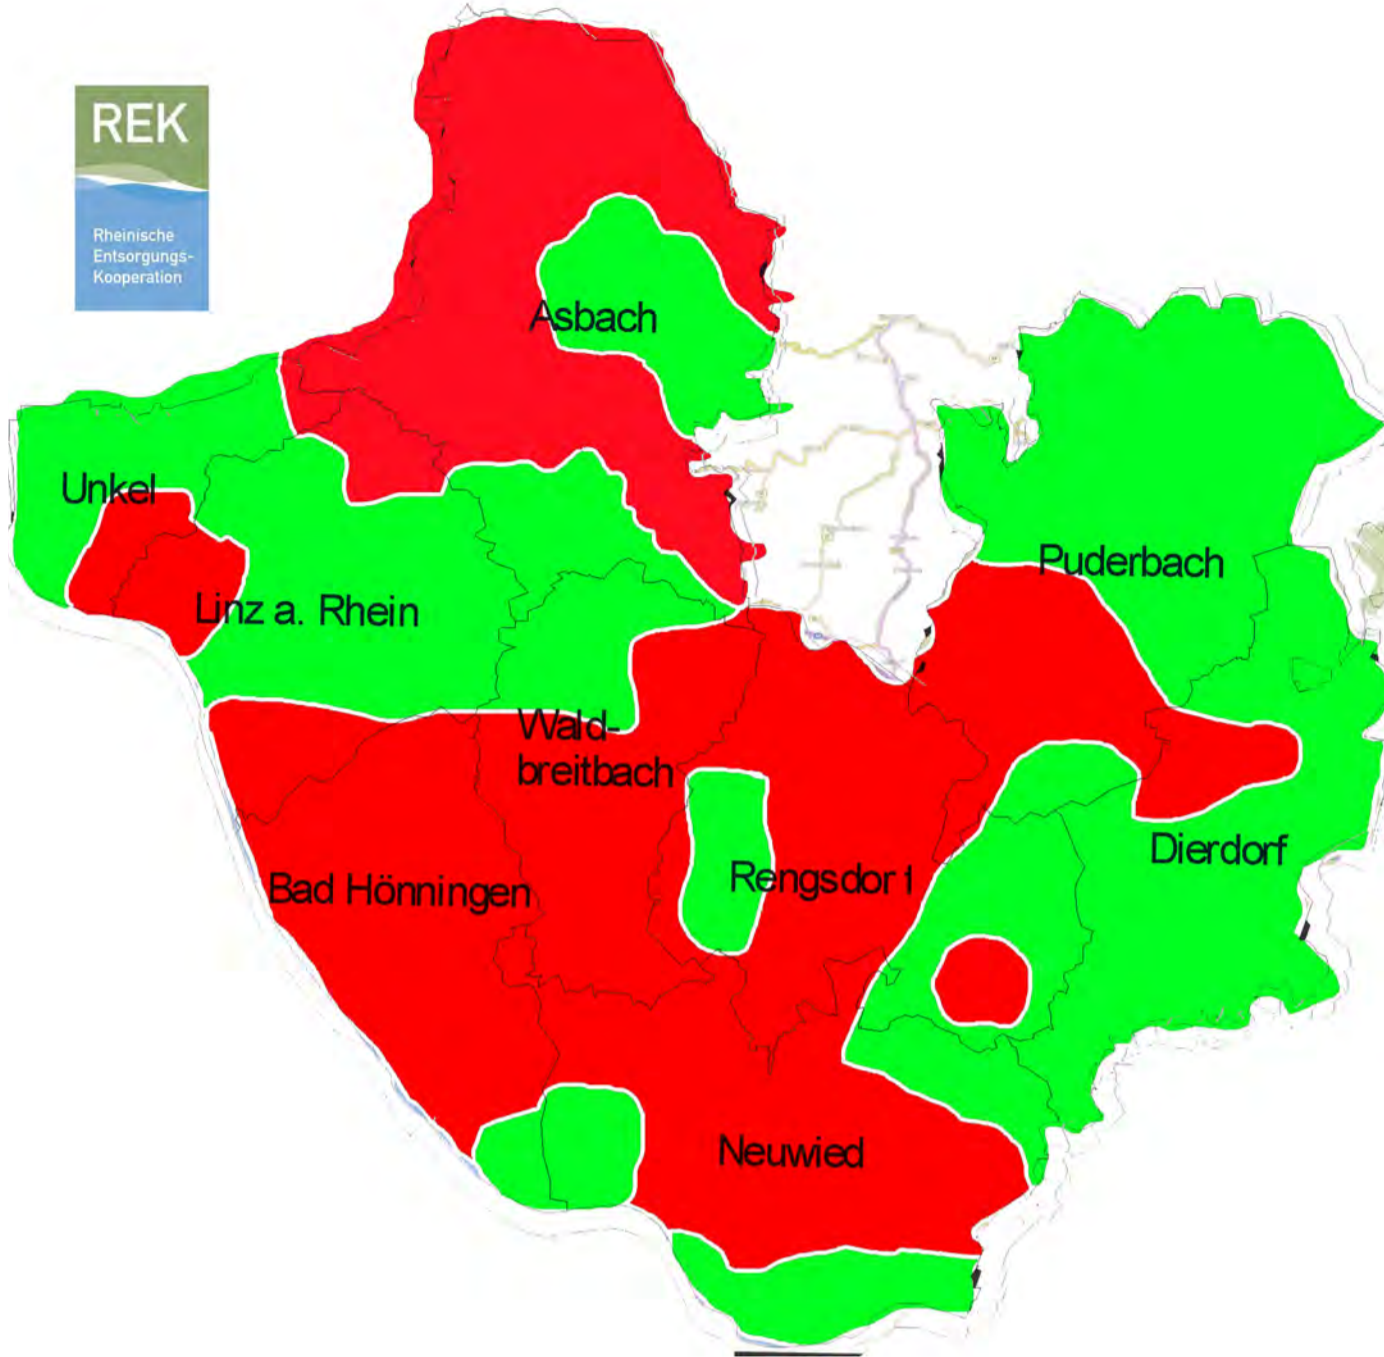 REK
Rheinische
Entsorgungs-
Kooperation
Asbach
Unkel
Puderbach
Linz a. Rhein
Wald-
breitbach
Dierdorf
Rengsdorf
Bad Hönningen
Neuwied